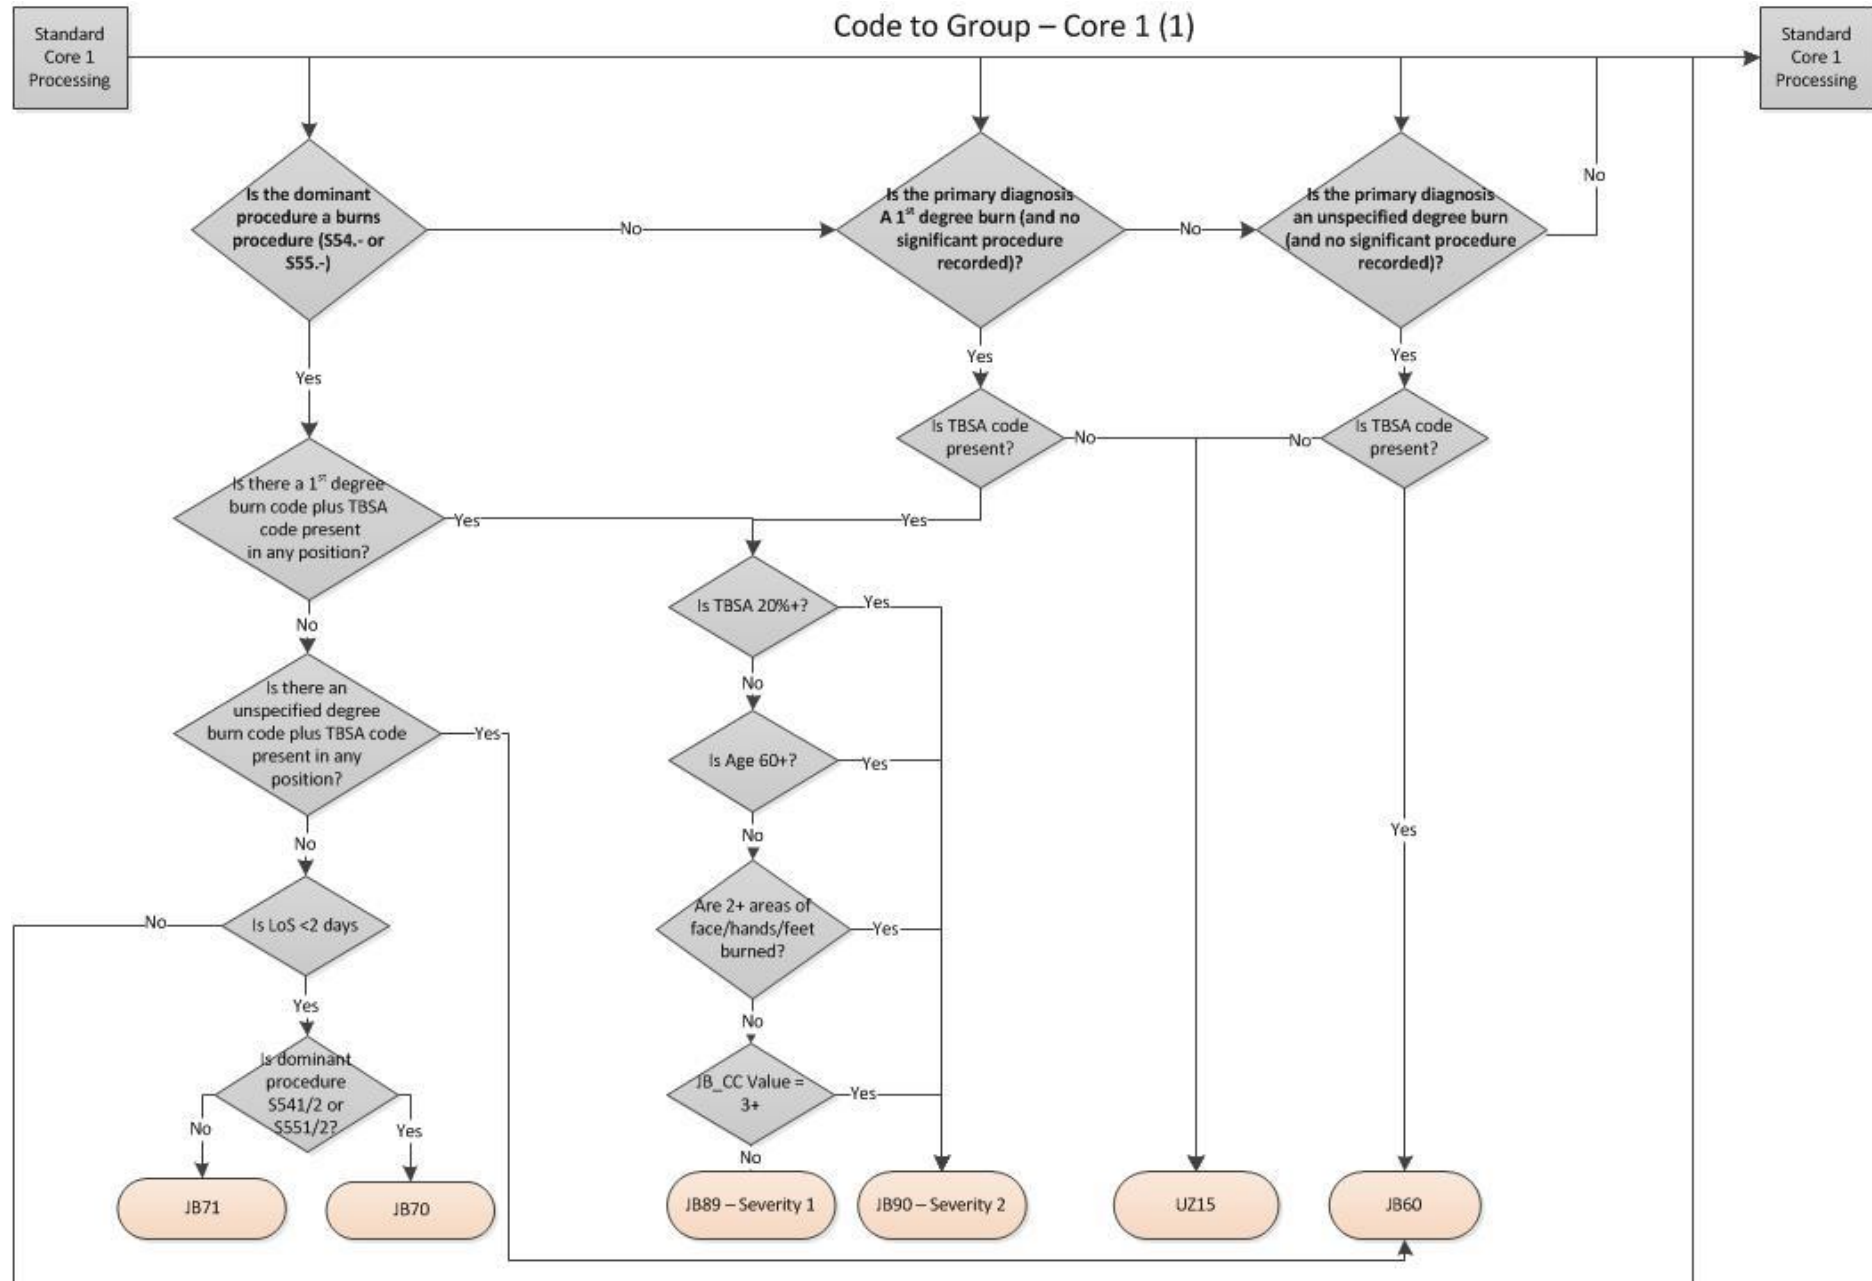 Code to Group – Core 1 (1)
Standard
Core 1
Processing
Standard
Core 1
Processing
Is the dominant
procedure a burns
procedure (S54.- or
S55.-)
No
Is the primary diagnosis
A 1st degree burn (and no
significant procedure
recorded)?
No
Is the primary diagnosis
an unspecified degree burn
(and no significant procedure
recorded)?
No
Yes
Yes
Yes
Is TBSA code
present?
No
No
Is TBSA code
present?
Is there a 1st degree
burn code plus TBSA
code present
in any position?
Yes
Yes
No
Is TBSA 20%+?
Yes
No
Is there an
unspecified degree
burn code plus TBSA code
present in any
position?
Yes
Is Age 60+?
Yes
No
No
Yes
Is LoS <2 days
No
Are 2+ areas of
face/hands/feet
burned?
Yes
Yes
No
Is dominant
procedure
S541/2 or
S551/2?
No
Yes
JB_CC Value =
3+
Yes
No
JB71
JB70
JB89 – Severity 1
JB90 – Severity 2
UZ15
JB60